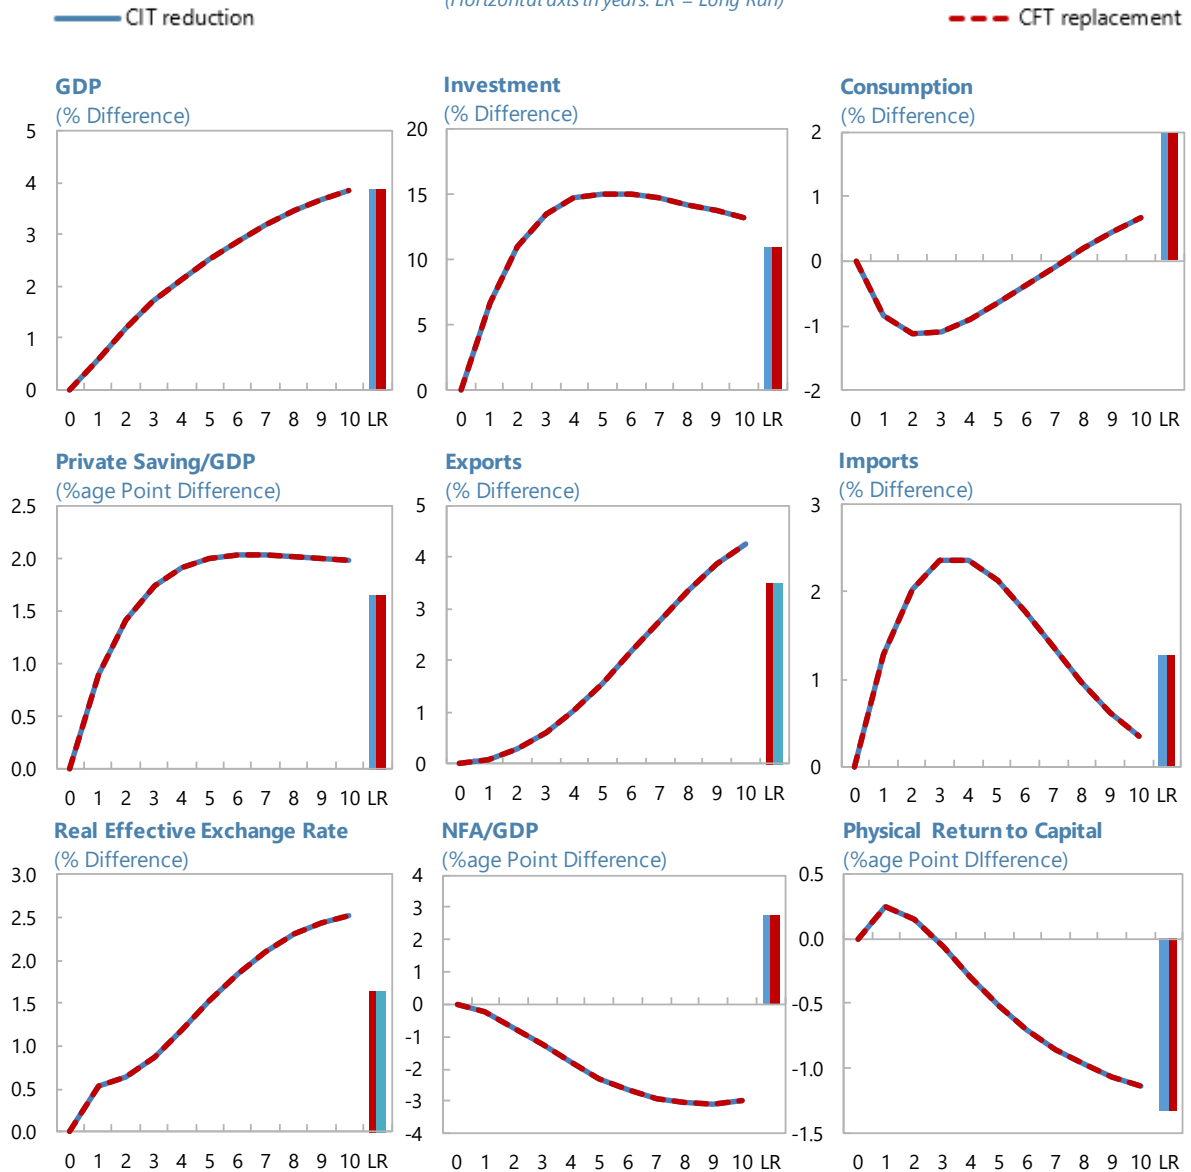 (Horizontal axis in years. LR = Long Run)
CIT reduction
CFT replacement
GDP
(% Difference)
5
4
3
2
1
0
0 1 2 3 4 5 6 7 8 9 10 LR
Investment
(% Difference)
20
15
10
5
0
0 1 2 3 4 5 6 7 8 9 10 LR
Consumption
(% Difference)
2
1
0
-1
-2
0 1 2 3 4 5 6 7 8 9 10 LR
Private Saving/GDP
(%age Point Difference)
2.5
2.0
1.5
1.0
0.5
0.0
0 1 2 3 4 5 6 7 8 9 10 LR
Exports
(% Difference)
5
4
3
2
1
0
0 1 2 3 4 5 6 7 8 9 10 LR
Imports
(% Difference)
3
2
1
0
0 1 2 3 4 5 6 7 8 9 10 LR
Real Effective Exchange Rate
(% Difference)
3.0
2.5
2.0
1.5
1.0
0.5
0.0
0 1 2 3 4 5 6 7 8 9 10 LR
NFA/GDP
(%age Point Difference)
4
3
2
1
0
-1
-2
-3
-4
0 1 2 3 4 5 6 7 8 9 10 LR
Physical Return to Capital
(%age Point DIfference)
0.5
0.0
-0.5
-1.0
-1.5
0 1 2 3 4 5 6 7 8 9 10 LR